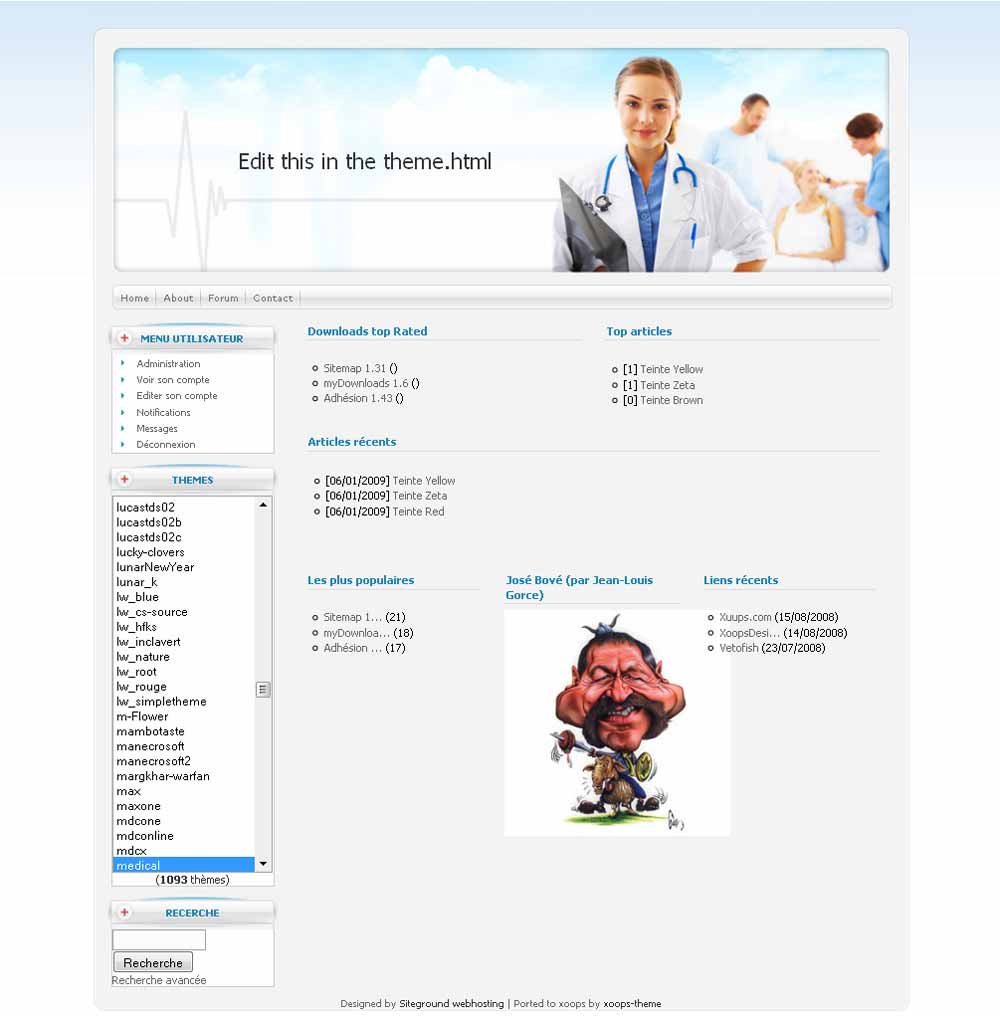 Edit this in the theme.html
Home About Forum Contact
MENU UTILISATEUR
Administration
Voir son compte
Editer son compte
Notifications
Messages
Déconnexion
THEMES
lucastds02
lucastds02b
lucastds02c
lucky-clovers
lunarNewYear
lunar_k
lw_blue
lw_cs-source
lw_hfks
lw_inclavert
lw_nature
lw_root
lw_rouge
lw_simpletheme
m-Flower
mambotaste
manecrosoft
manecrosoft2
margkhar-warfan
max
maxone
mdcone
mdconline
mdcx
medical
(1093 thèmes)
RECERCHE
Recherche
Recherche avancée
Downloads top Rated
Sitemap 1.31 ()
myDownloads 1.6 ()
Adhésion 1.43 ()
Top articles
[1] Teinte Yellow
[1] Teinte Zeta
[0] Teinte Brown
Articles récents
[06/01/2009] Teinte Yellow
[06/01/2009] Teinte Zeta
[06/01/2009] Teinte Red
Les plus populaires
Sitemap 1... (21)
myDownloa... (18)
Adhésion ... (17)
José Bové (par Jean-Louis
Gorce)
Liens récents
Xuups.com (15/08/2008)
XoopsDesi... (14/08/2008)
Vetofish (23/07/2008)
Designed by Siteground webhosting | Ported to xoops by xoops-theme